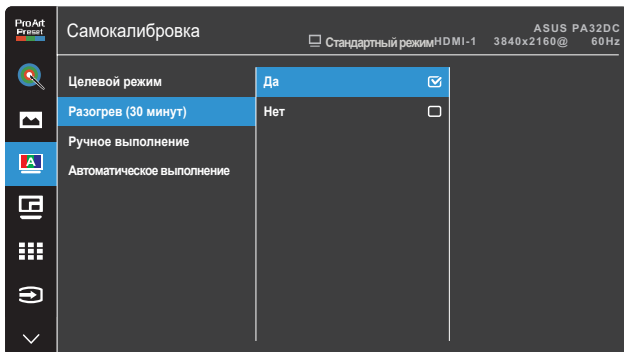 ProArt
Preset
Самокалибровка
Стандартный режим HDMI-1 3840x2160@ 60Hz
ASUS PA32DC
Целевой режим
Да
Разогрев (30 минут)
Нет
Ручное выполнение
Автоматическое выполнение
A